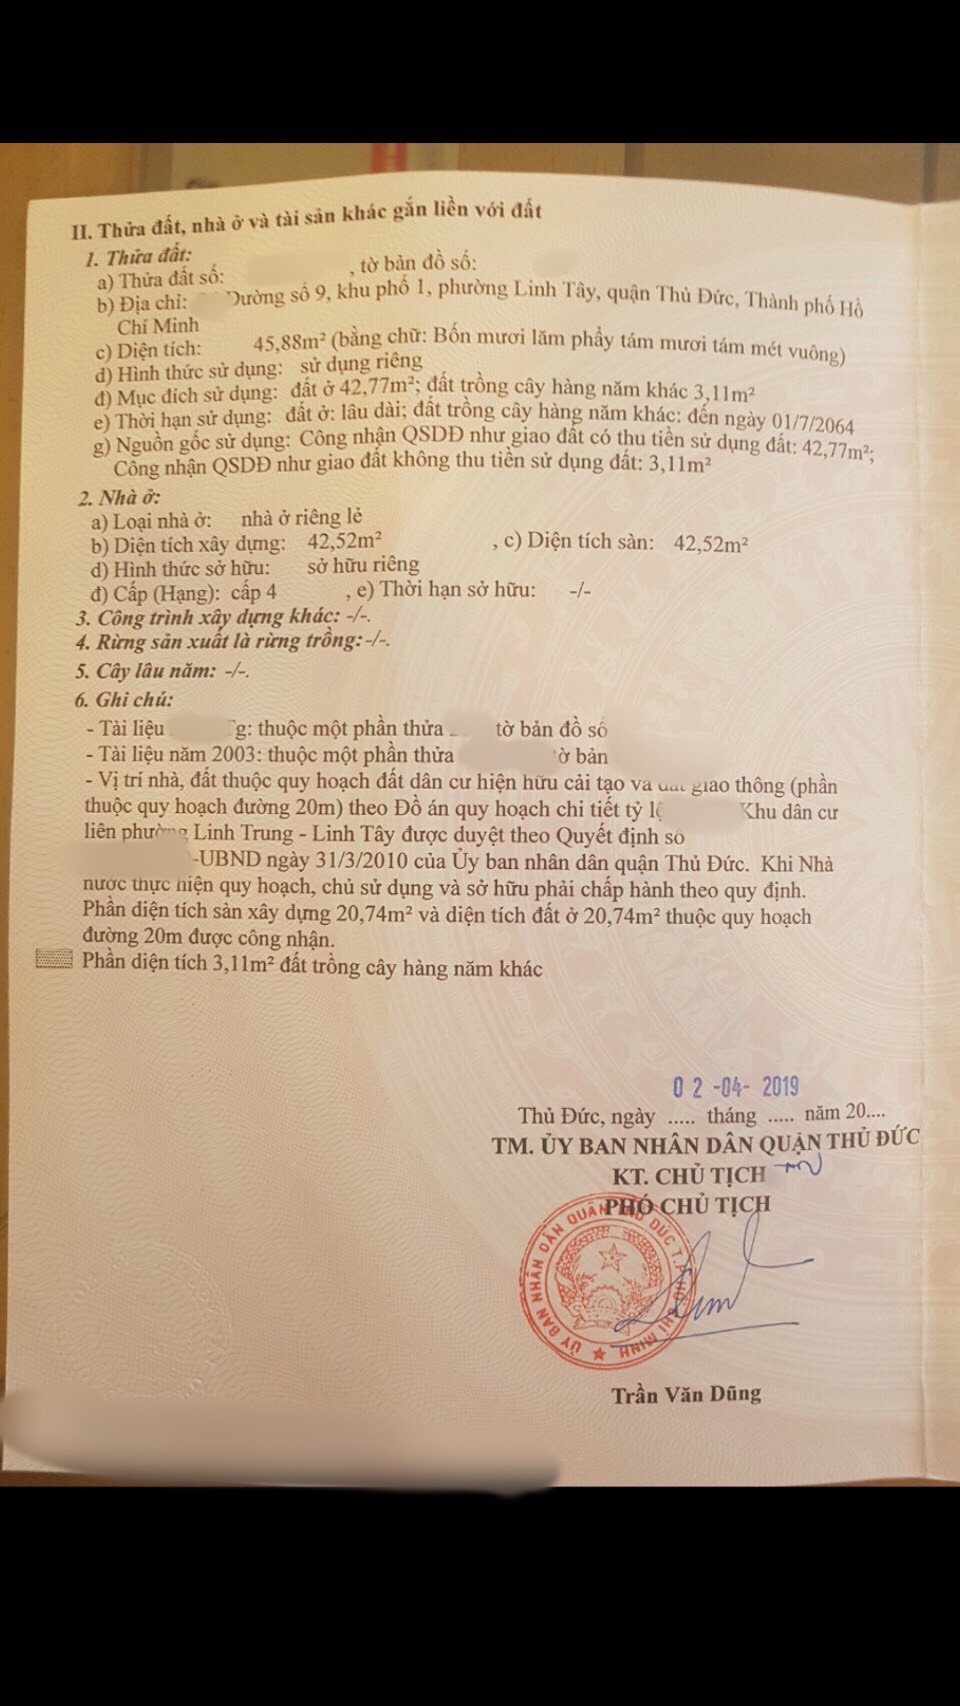 II. Thửa đất, nhà ở và tài sản khác gắn liền với đất
1. Thửa đất:
a) Thửa đất số: , tờ bản đồ số:
b) Địa chỉ: Đường số 9, khu phố 1, phường Linh Tây, quận Thủ Đức, Thành phố Hồ
Chí Minh
c) Diện tích: 45,88m² (bằng chữ: Bốn mươi lăm phẩy tám mươi tám mét vuông)
d) Hình thức sử dụng: sử dụng riêng
đ) Mục đích sử dụng: đất ở 42,77m²; đất trồng cây hàng năm khác 3,11m²
e) Thời hạn sử dụng: đất ở: lâu dài; đất trồng cây hàng năm khác: đến ngày 01/7/2064
g) Nguồn gốc sử dụng: Công nhận QSDĐ như giao đất có thu tiền sử dụng đất: 42,77m²;
Công nhận QSDĐ như giao đất không thu tiền sử dụng đất: 3,11m²
2. Nhà ở:
a) Loại nhà ở: nhà ở riêng lẻ
b) Diện tích xây dựng: 42,52m² , c) Diện tích sàn: 42,52m²
d) Hình thức sở hữu: sở hữu riêng
đ) Cấp (Hạng): cấp 4 , e) Thời hạn sở hữu: -/-
3. Công trình xây dựng khác: -/-.
4. Rừng sản xuất là rừng trồng: -/-.
5. Cây lâu năm: -/-.
6. Ghi chú:
- Tài liệu g: thuộc một phần thửa tờ bản đồ số
- Tài liệu năm 2003: thuộc một phần thửa tờ bản
- Vị trí nhà, đất thuộc quy hoạch đất dân cư hiện hữu cải tạo và đất giao thông (phần
thuộc quy hoạch đường 20m) theo Đồ án quy hoạch chi tiết tỷ lệ Khu dân cư
liên phường Linh Trung - Linh Tây được duyệt theo Quyết định số
-UBND ngày 31/3/2010 của Ủy ban nhân dân quận Thủ Đức. Khi Nhà
nước thực hiện quy hoạch, chủ sử dụng và sở hữu phải chấp hành theo quy định.
Phần diện tích sàn xây dựng 20,74m² và diện tích đất ở 20,74m² thuộc quy hoạch
đường 20m được công nhận.
Phần diện tích 3,11m² đất trồng cây hàng năm khác
02 -04- 2019
Thủ Đức, ngày ..... tháng ..... năm 20....
TM. ỦY BAN NHÂN DÂN QUẬN THỦ ĐỨC
KT. CHỦ TỊCH
PHÓ CHỦ TỊCH
ỦY BAN NHÂN DÂN QUẬN THỦ ĐỨC T.P HỒ CHÍ MINH
Trần Văn Dũng